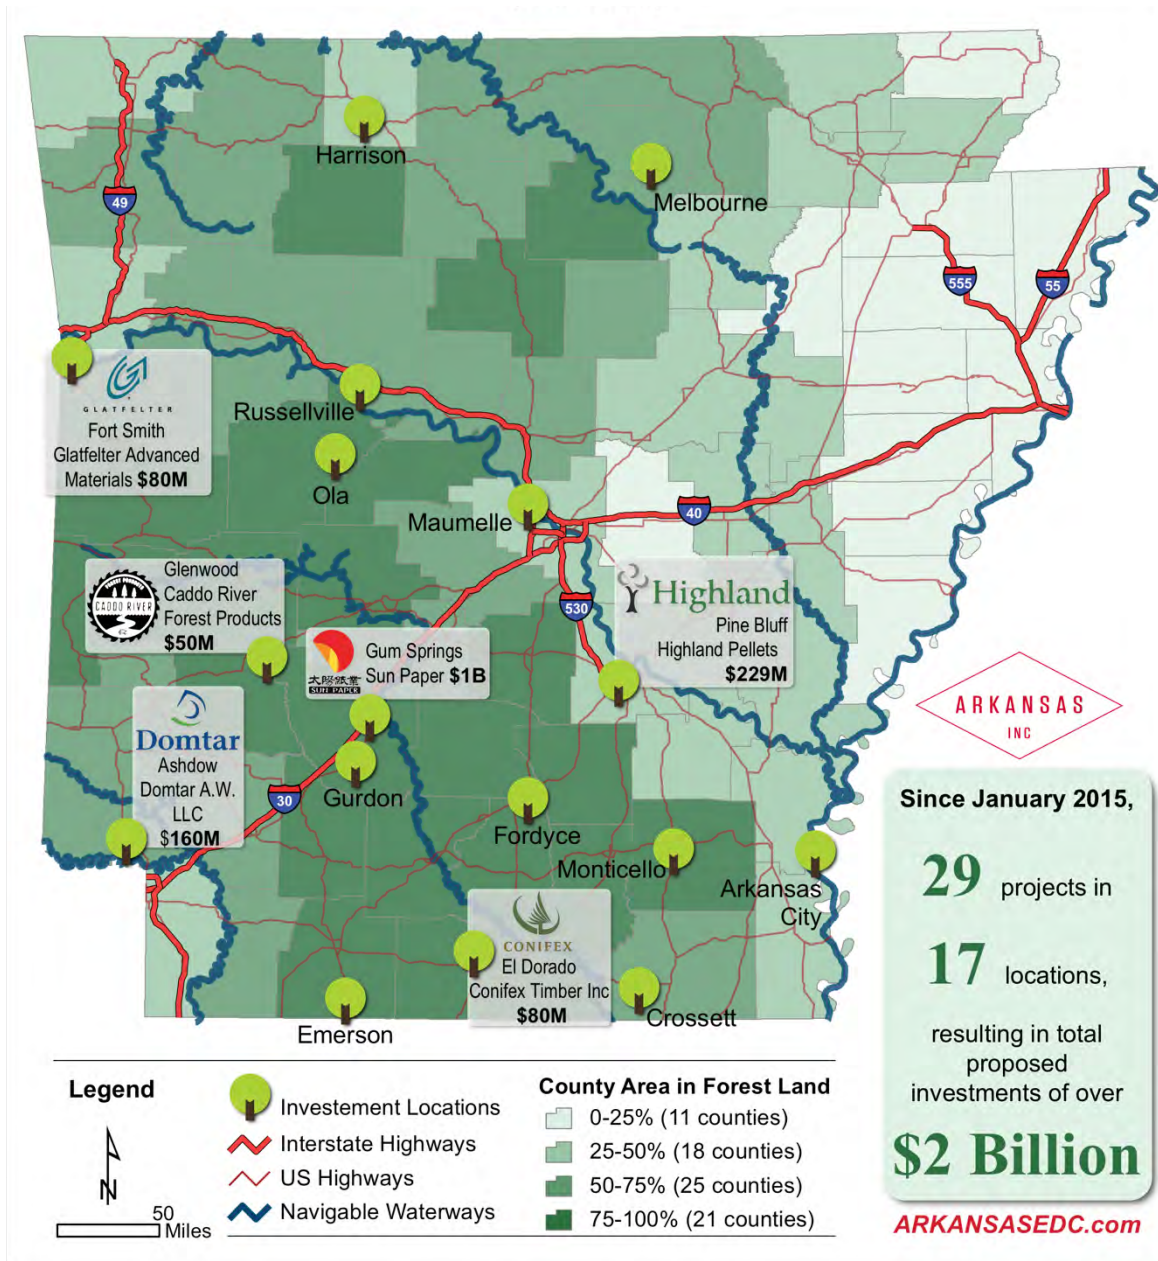 Harrison
Melbourne
49
555
55
GLATFELTER
Fort Smith
Glatfelter Advanced
Materials $80M
Russellville
Ola
Maumelle
40
CADDO RIVER
FOREST PRODUCTS
Glenwood
Caddo River
Forest Products
$50M
太陽紙業
SUN PAPER
Gum Springs
Sun Paper $1B
530
Highland
Pine Bluff
Highland Pellets
$229M
Domtar
Ashdow
Domtar A.W.
LLC
$160M
30
Gurdon
Fordyce
Monticello
Arkansas
City
CONIFEX
El Dorado
Conifex Timber Inc
$80M
Emerson
Crossett
ARKANSAS
INC
Since January 2015,
29 projects in
17 locations,
resulting in total
proposed
investments of over
$2 Billion
ARKANSASEDC.com
Legend
N
50
Miles
Investement Locations
Interstate Highways
US Highways
Navigable Waterways
County Area in Forest Land
0-25% (11 counties)
25-50% (18 counties)
50-75% (25 counties)
75-100% (21 counties)